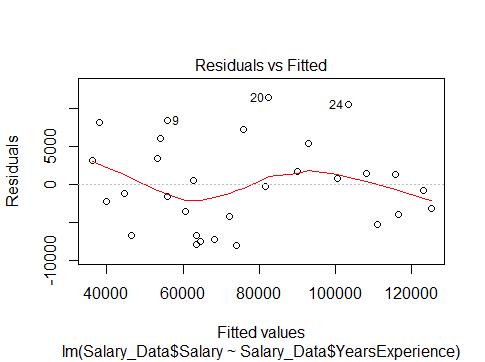 Residuals vs Fitted
Residuals
5000
0
-10000
20
24
9
40000 60000 80000 100000 120000
Fitted values
lm(Salary_Data$Salary ~ Salary_Data$YearsExperience)